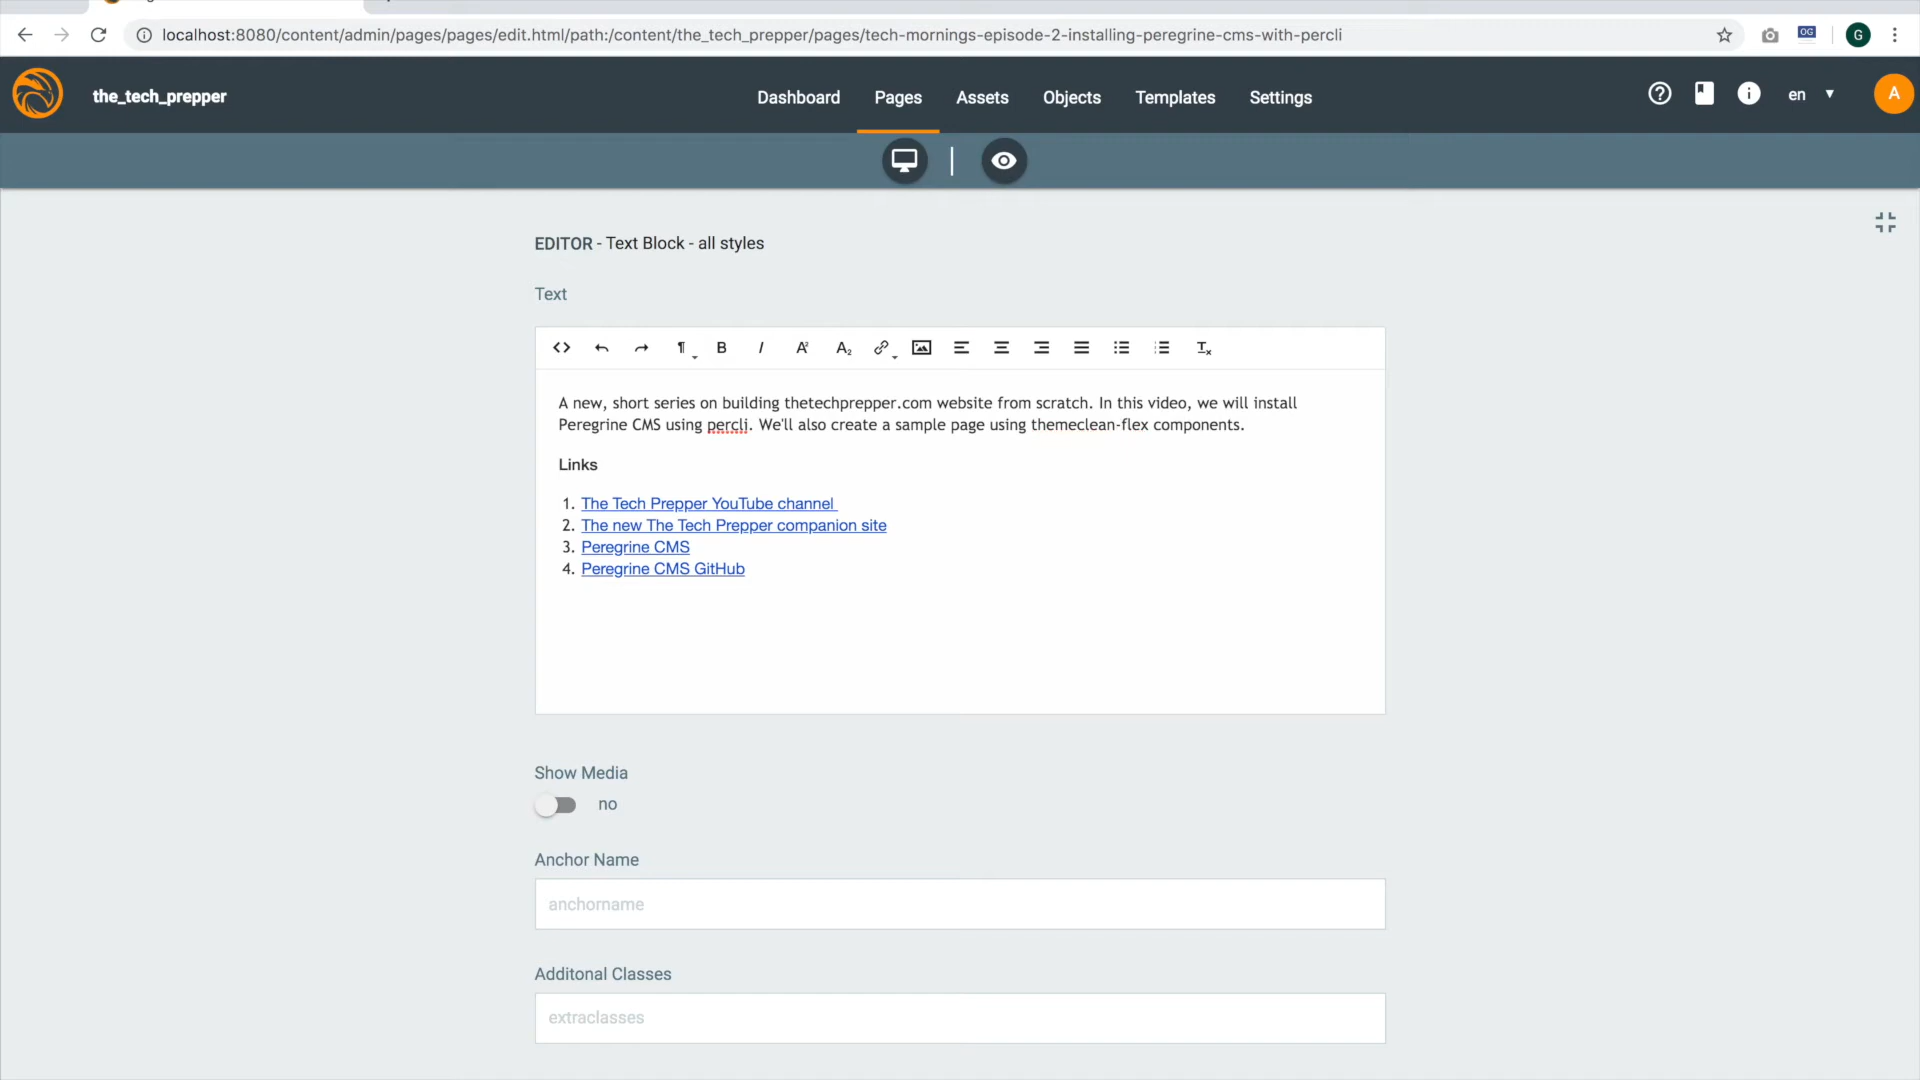 localhost:8080/content/admin/pages/pages/edit.html/path:/content/the_tech_prepper/pages/tech-mornings-episode-2-installing-peregrine-cms-with-percli
OG
G
the_tech_prepper
Dashboard
Pages
Assets
Objects
Templates
Settings
en
A
EDITOR - Text Block - all styles
Text
A new, short series on building thetechprepper.com website from scratch. In this video, we will install
Peregrine CMS using percli. We'll also create a sample page using themeclean-flex components.
Links
1. The Tech Prepper YouTube channel
2. The new The Tech Prepper companion site
3. Peregrine CMS
4. Peregrine CMS GitHub
Show Media
no
Anchor Name
anchorname
Additonal Classes
extraclasses